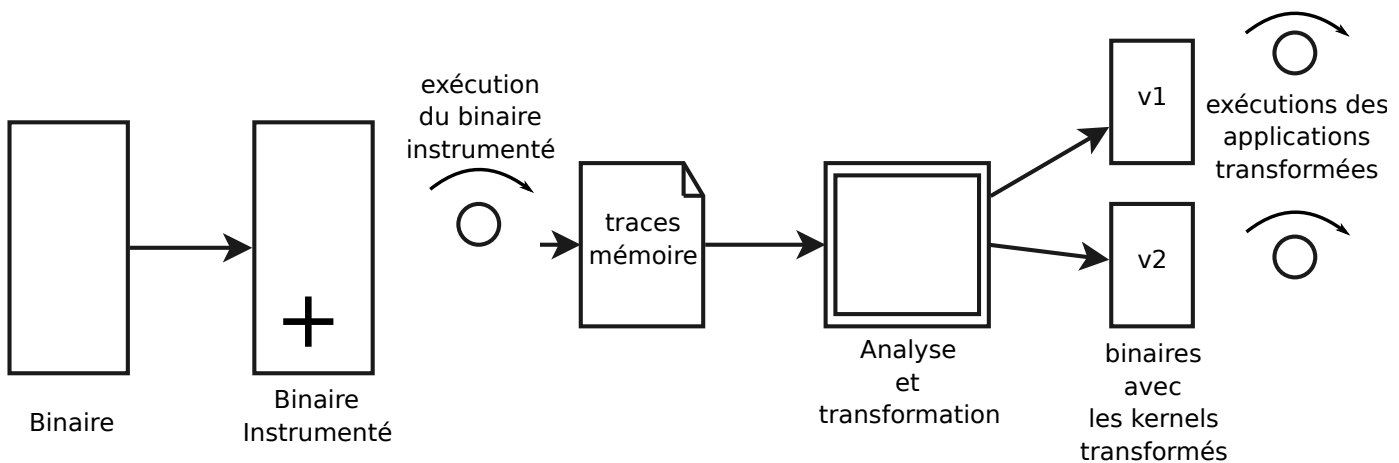 Binaire
Binaire
Instrumenté
exécution
du binaire
instrumenté
traces
mémoire
Analyse
et
transformation
v1
v2
binaires
avec
les kernels
transformés
exécutions des
applications
transformées